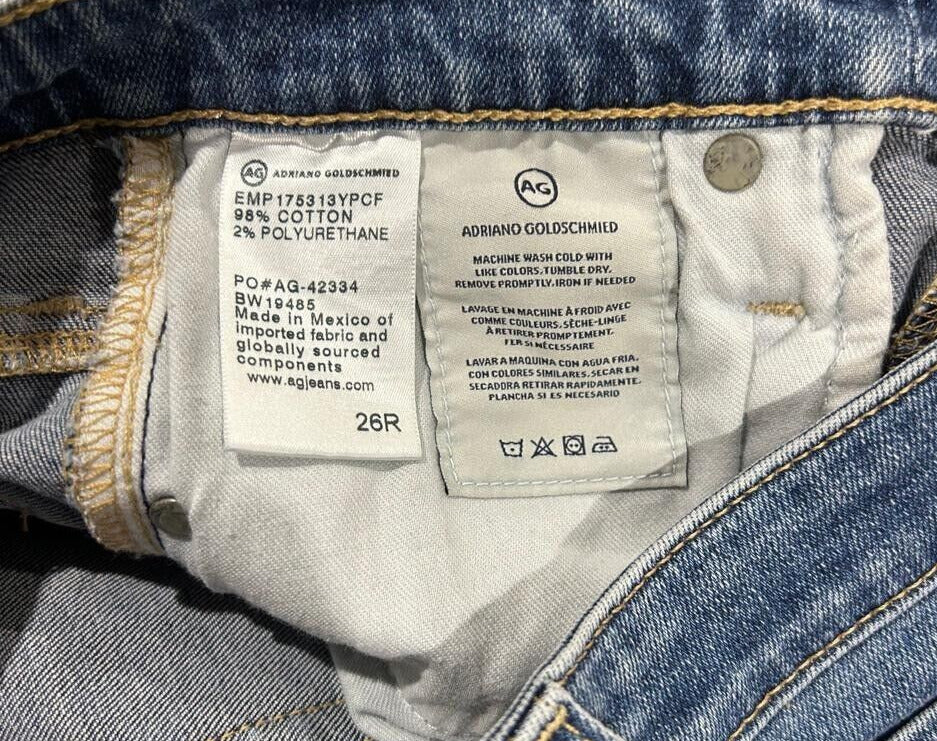 AG ADRIANO GOLDSCHMIED
EMP175313YPCF
98% COTTON
2% POLYURETHANE
PO#AG-42334
BW19485
Made in Mexico of
imported fabric and
globally sourced
components
www.agjeans.com
26R
AG
ADRIANO GOLDSCHMIED
MACHINE WASH COLD WITH
LIKE COLORS.TUMBLE DRY.
REMOVE PROMPTLY.IRON IF NEEDED
LAVAGE EN MACHINE À FROID AVEC
COMME COULEURS. SÈCHE-LINGE
À RETIRER PROMPTEMENT.
FER SI NÉCESSAIRE
LAVAR A MAQUINA CON AGUA FRIA.
CON COLORES SIMILARES. SECAR EN
SECADORA RETIRAR RAPIDAMENTE.
PLANCHA SI ES NECESARIO